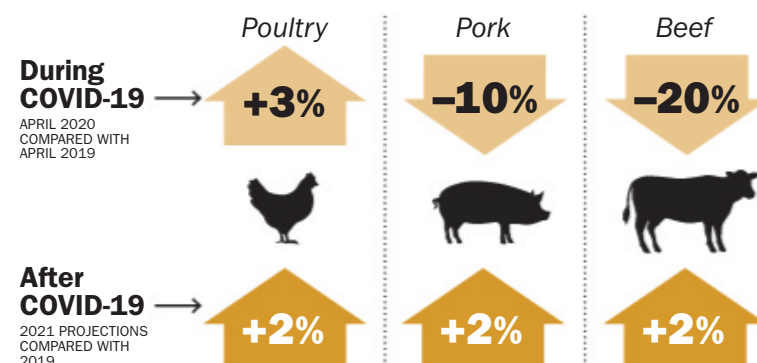 Poultry
Pork
Beef
During
COVID-19
APRIL 2020
COMPARED WITH
APRIL 2019
+3%
–10%
–20%
After
COVID-19
2021 PROJECTIONS
COMPARED WITH
2019
+2%
+2%
+2%